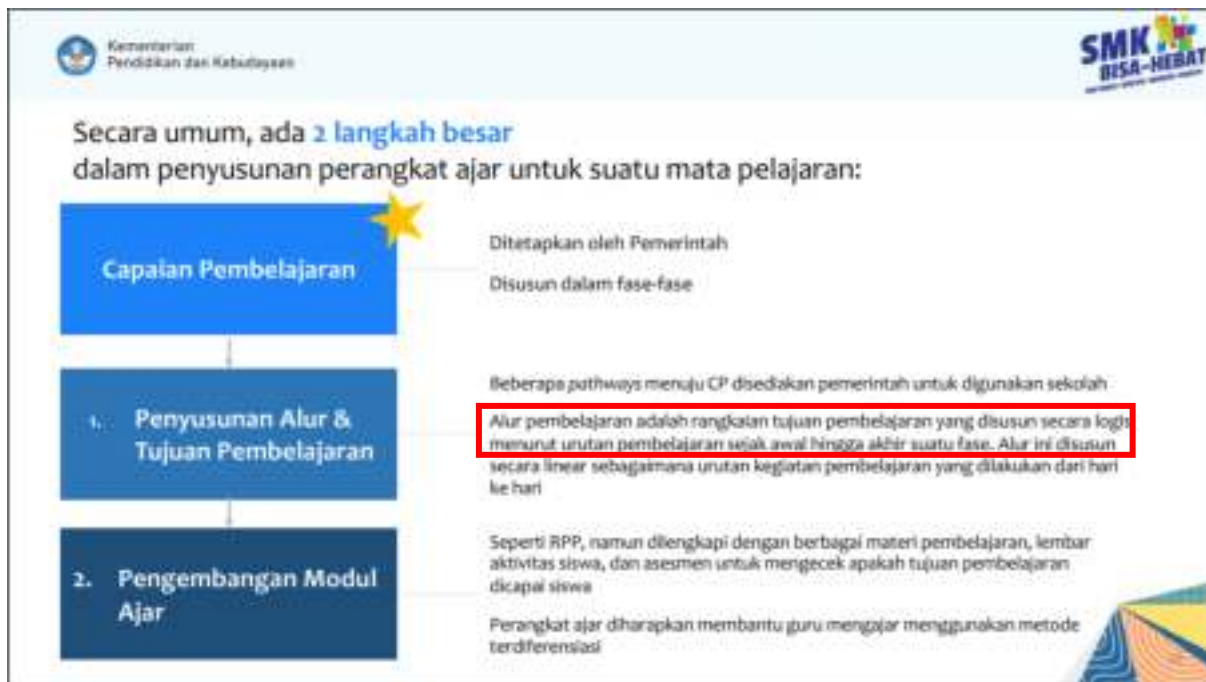 Kementerian
Pendidikan dan Kebudayaan
SMK
BISA-HEBAT
Secara umum, ada 2 langkah besar
dalam penyusunan perangkat ajar untuk suatu mata pelajaran:
Capaian Pembelajaran
Ditetapkan oleh Pemerintah
Disusun dalam fase-fase
1. Penyusunan Alur &
Tujuan Pembelajaran
Beberapa pathways menuju CP disediakan pemerintah untuk digunakan sekolah
Alur pembelajaran adalah rangkaian tujuan pembelajaran yang disusun secara logis
menurut urutan pembelajaran sejak awal hingga akhir suatu fase. Alur ini disusun
secara linear sebagaimana urutan kegiatan pembelajaran yang dilakukan dari hari
ke hari
2. Pengembangan Modul
Ajar
Seperti RPP, namun dilengkapi dengan berbagai materi pembelajaran, lembar
aktivitas siswa, dan asesmen untuk mengecek apakah tujuan pembelajaran
dicapai siswa
Perangkat ajar diharapkan membantu guru mengajar menggunakan metode
terdiferensiasi